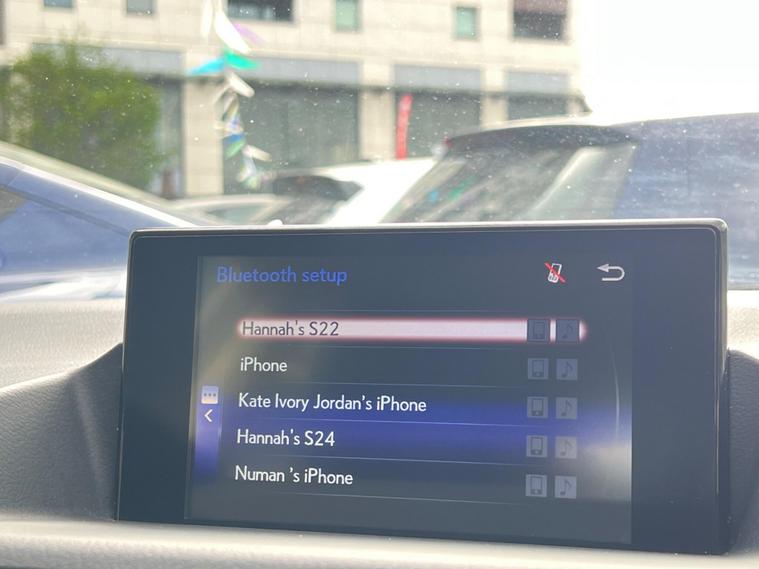 Bluetooth setup
Hannah's S22
iPhone
Kate Ivory Jordan's iPhone
Hannah's S24
Numan 's iPhone